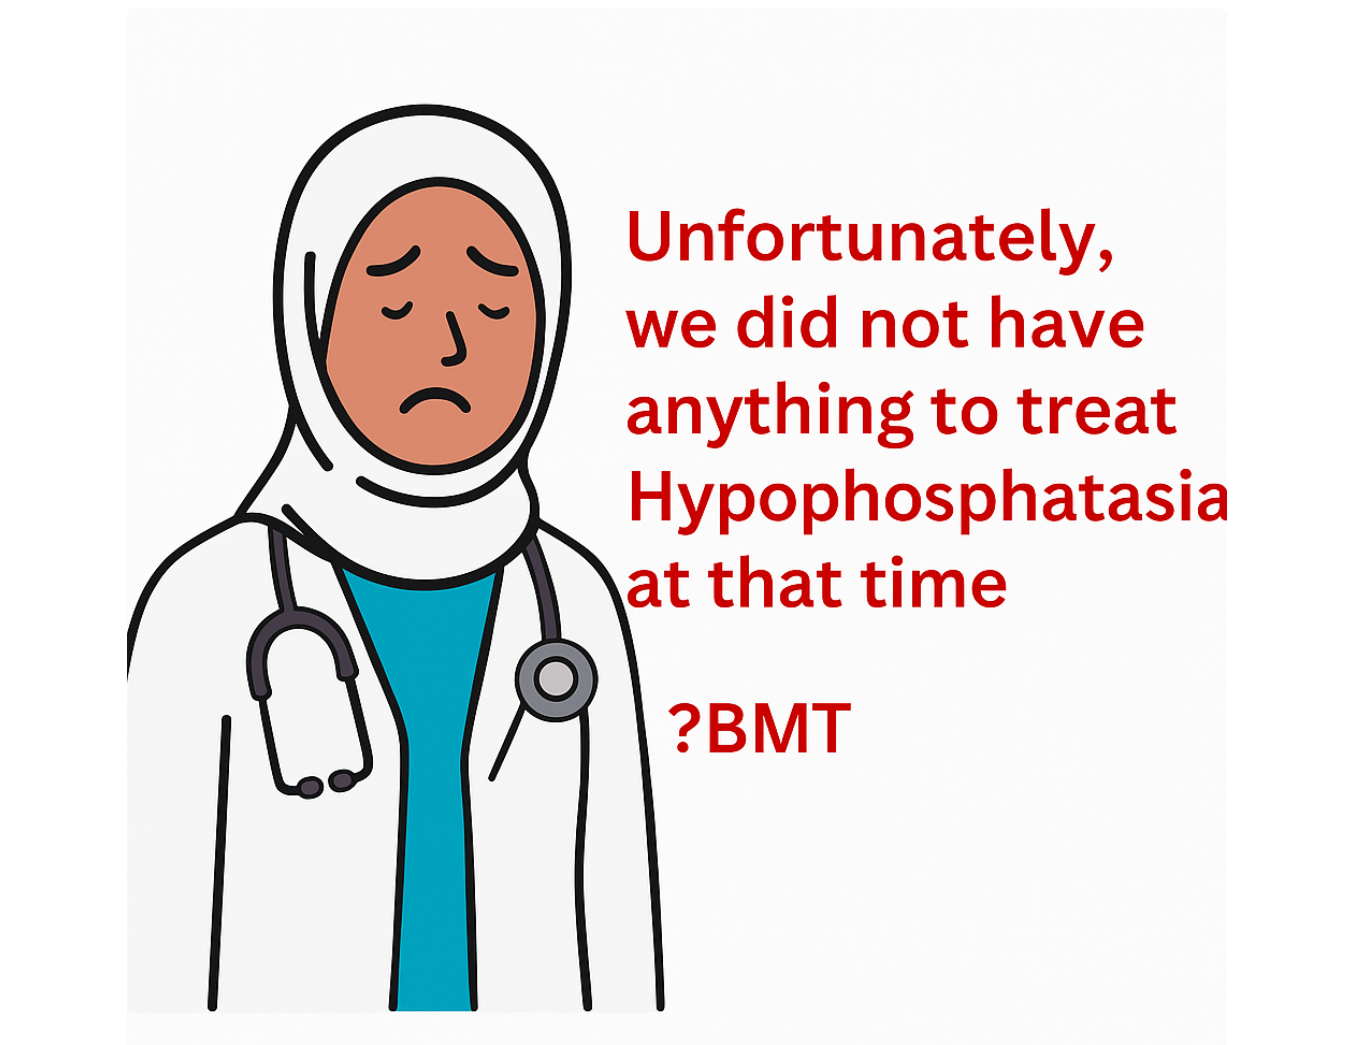 Unfortunately,
we did not have
anything to treat
Hypophosphatasia
at that time
?BMT